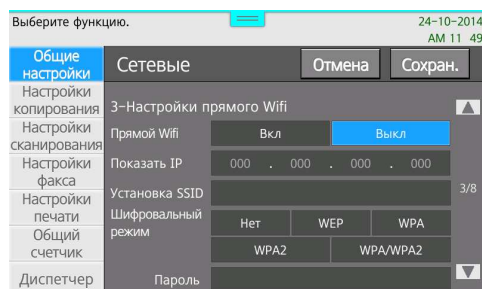 Выберите функцию.
24-10-2014
AM 11 49
Общие
настройки
Настройки
копирования
Настройки
сканирования
Настройки
факса
Настройки
печати
Общий
счетчик
Диспетчер
Сетевые
Отмена
Сохран.
3-Настройки прямого Wifi
Прямой Wifi
Вкл
Выкл
Показать IP
000 . 000 . 000 . 000
Установка SSID
3/8
Шифровальный
режим
Нет
WEP
WPA
WPA2
WPA/WPA2
Пароль